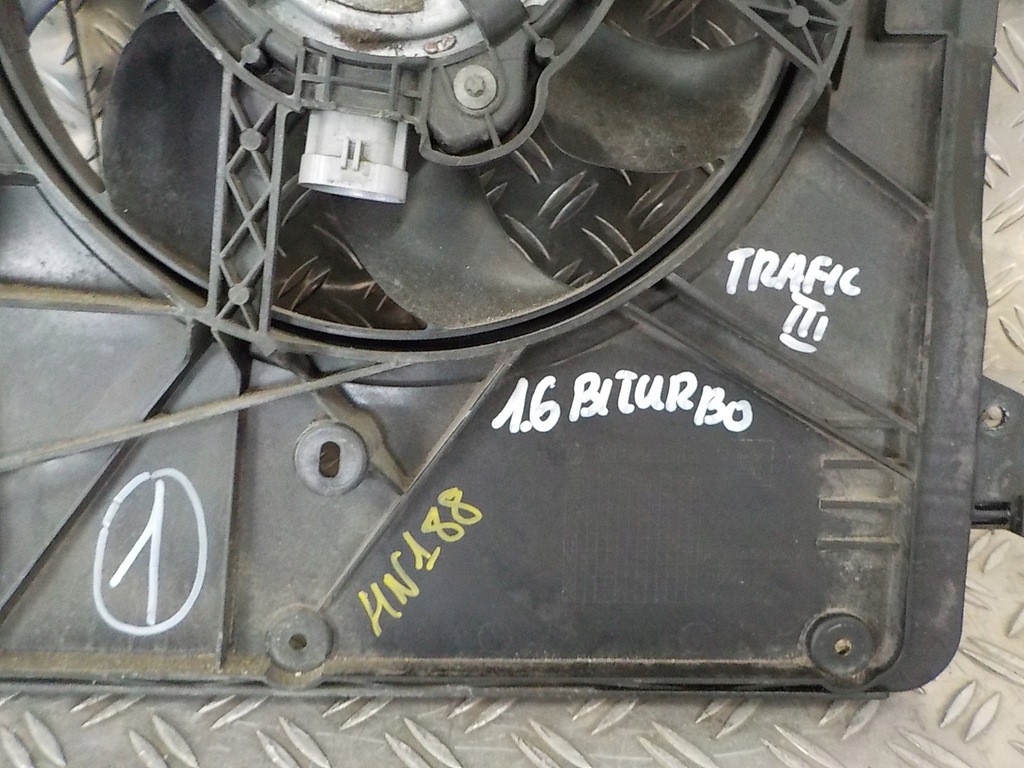 TRAFIC
III
1.6 BITURBO
HN188
1